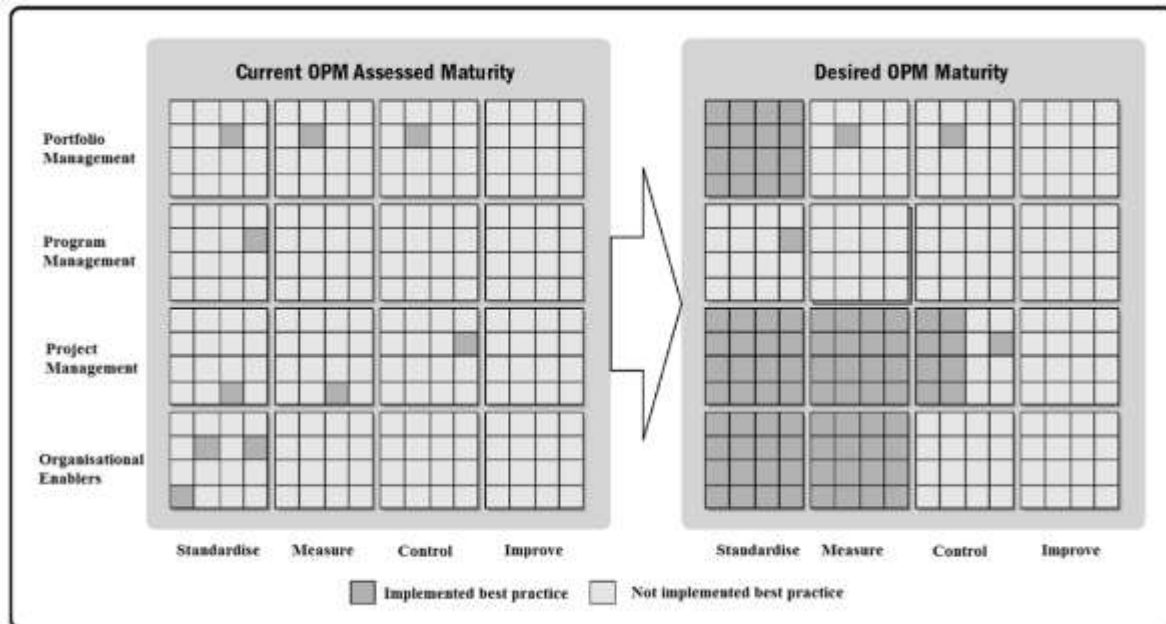 Current OPM Assessed Maturity
Desired OPM Maturity
Portfolio
Management
Program
Management
Project
Management
Organisational
Enablers
Standardise Measure Control Improve
Standardise Measure Control Improve
Implemented best practice
Not implemented best practice